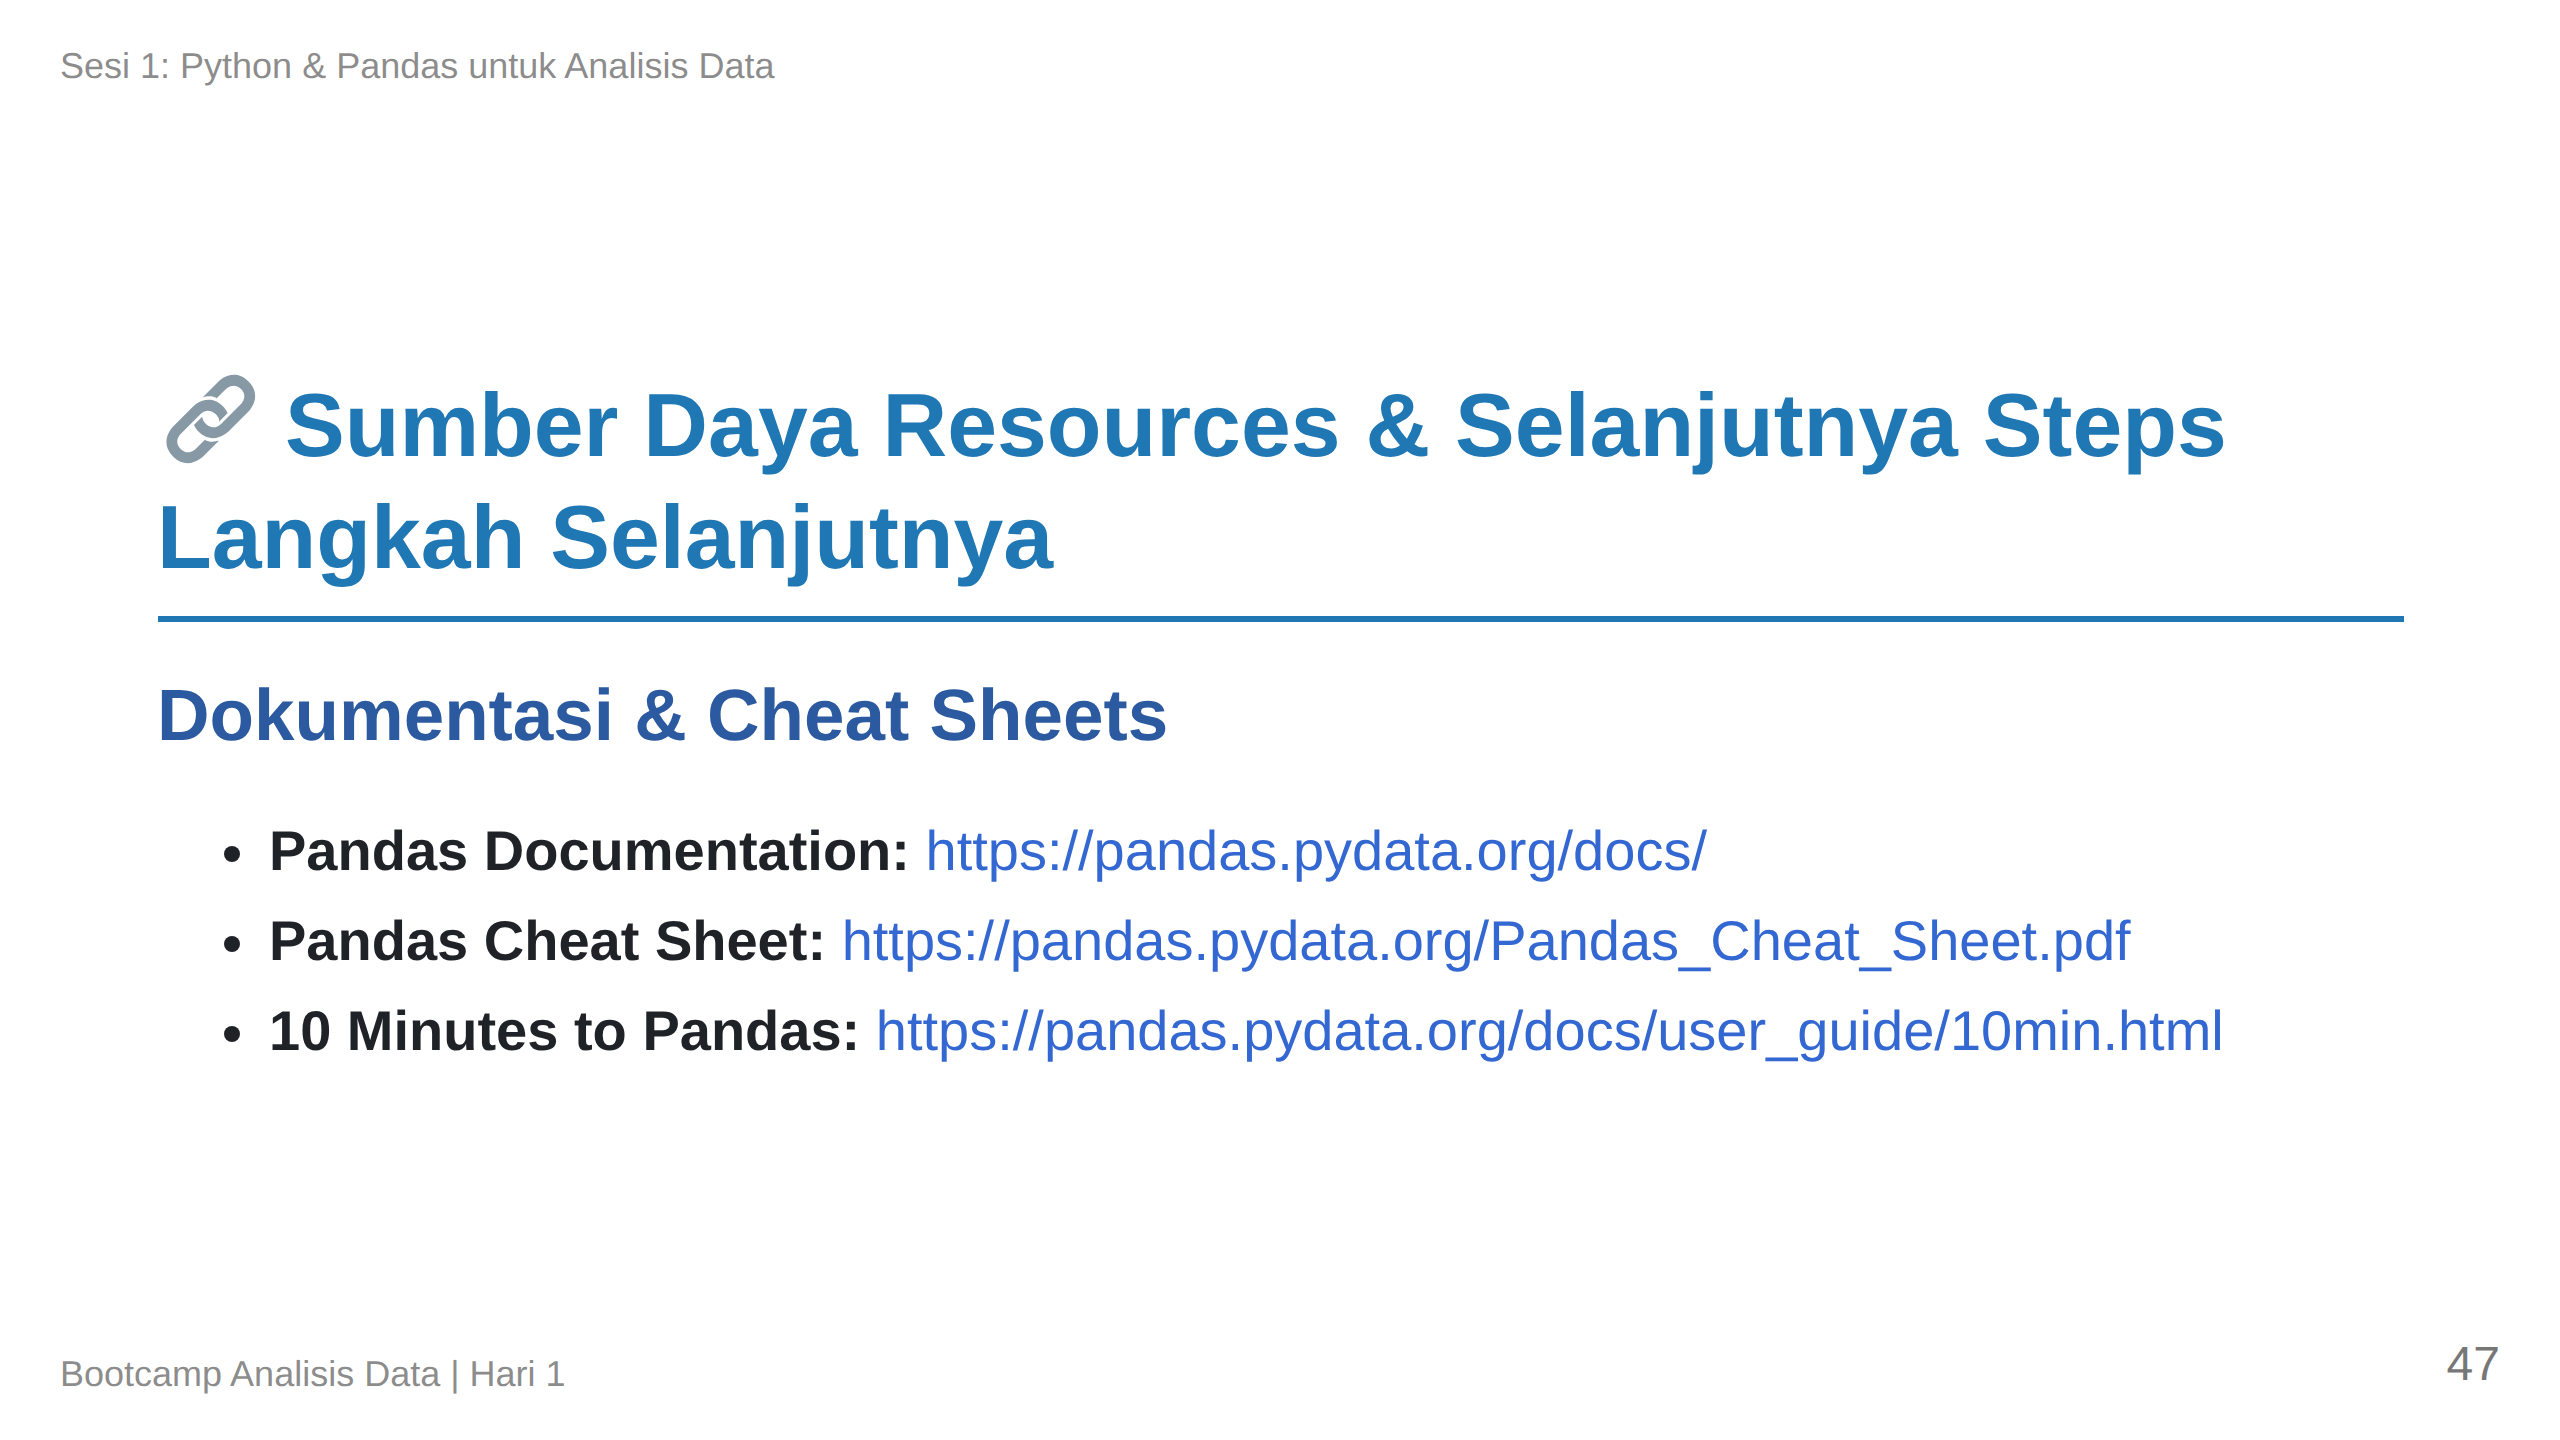 Sesi 1: Python & Pandas untuk Analisis Data
🔗 Sumber Daya Resources & Selanjutnya Steps
Langkah Selanjutnya
Dokumentasi & Cheat Sheets
• Pandas Documentation: https://pandas.pydata.org/docs/
• Pandas Cheat Sheet: https://pandas.pydata.org/Pandas_Cheat_Sheet.pdf
• 10 Minutes to Pandas: https://pandas.pydata.org/docs/user_guide/10min.html
Bootcamp Analisis Data | Hari 1
47